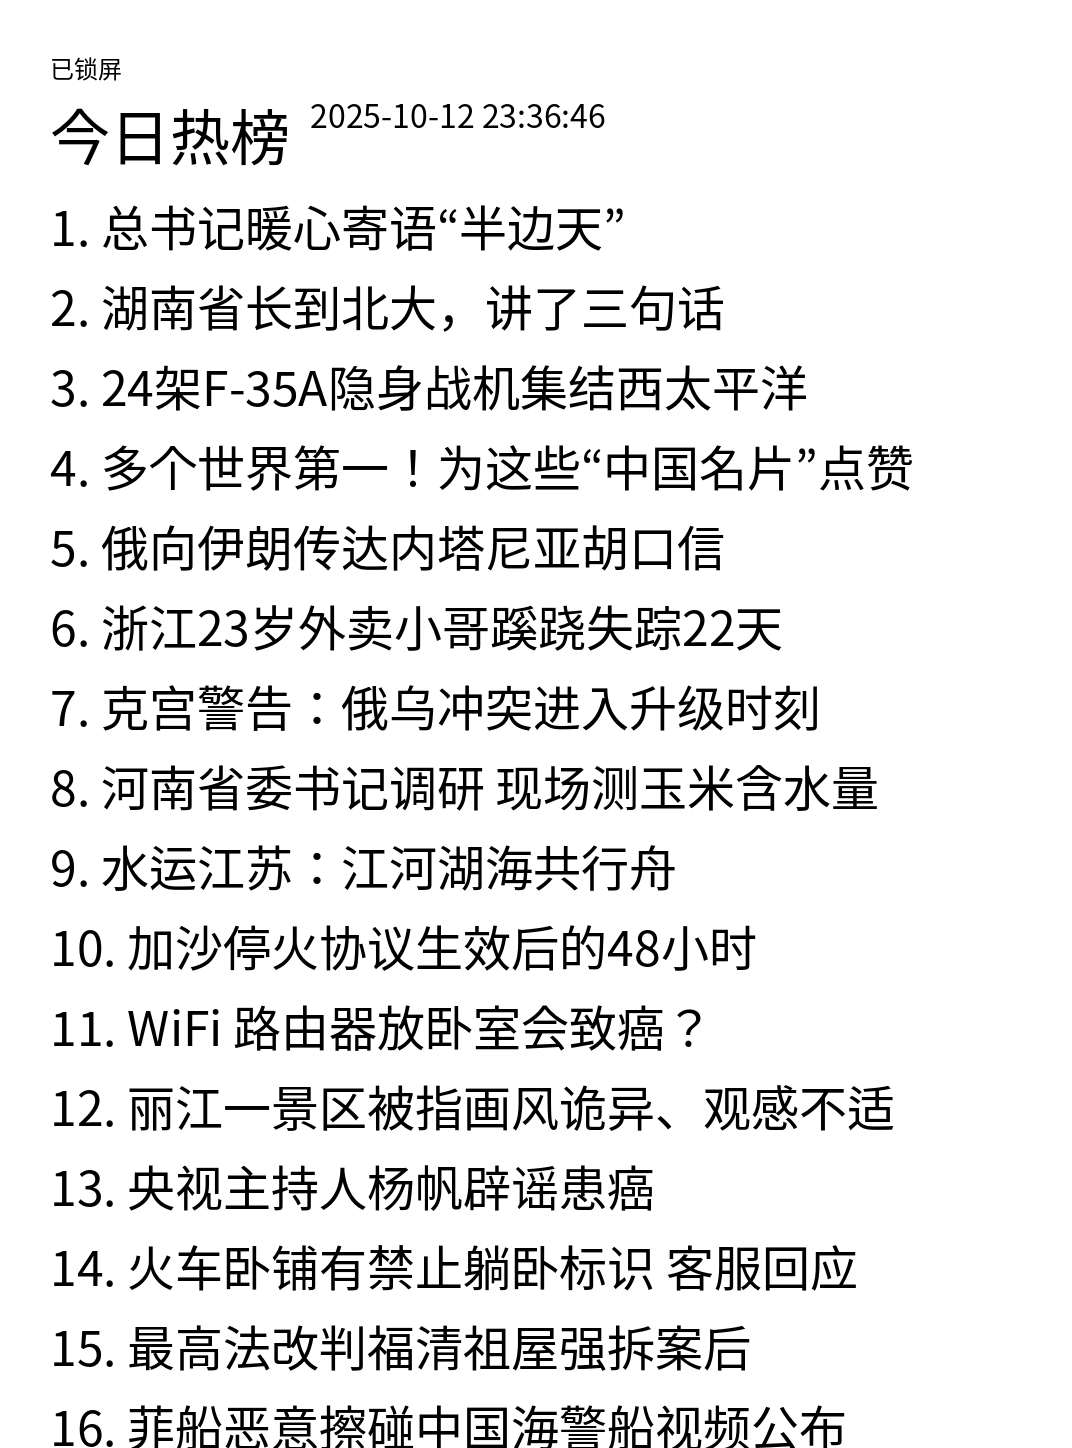 已锁屏
今日热榜 2025-10-12 23:36:46
1. 总书记暖心寄语“半边天”
2. 湖南省长到北大，讲了三句话
3. 24架F-35A隐身战机集结西太平洋
4. 多个世界第一！为这些“中国名片”点赞
5. 俄向伊朗传达内塔尼亚胡口信
6. 浙江23岁外卖小哥蹊跷失踪22天
7. 克宫警告：俄乌冲突进入升级时刻
8. 河南省委书记调研 现场测玉米含水量
9. 水运江苏：江河湖海共行舟
10. 加沙停火协议生效后的48小时
11. WiFi 路由器放卧室会致癌？
12. 丽江一景区被指画风诡异、观感不适
13. 央视主持人杨帆辟谣患癌
14. 火车卧铺有禁止躺卧标识 客服回应
15. 最高法改判福清祖屋强拆案后
16. 菲船恶意擦碰中国海警船视频公布